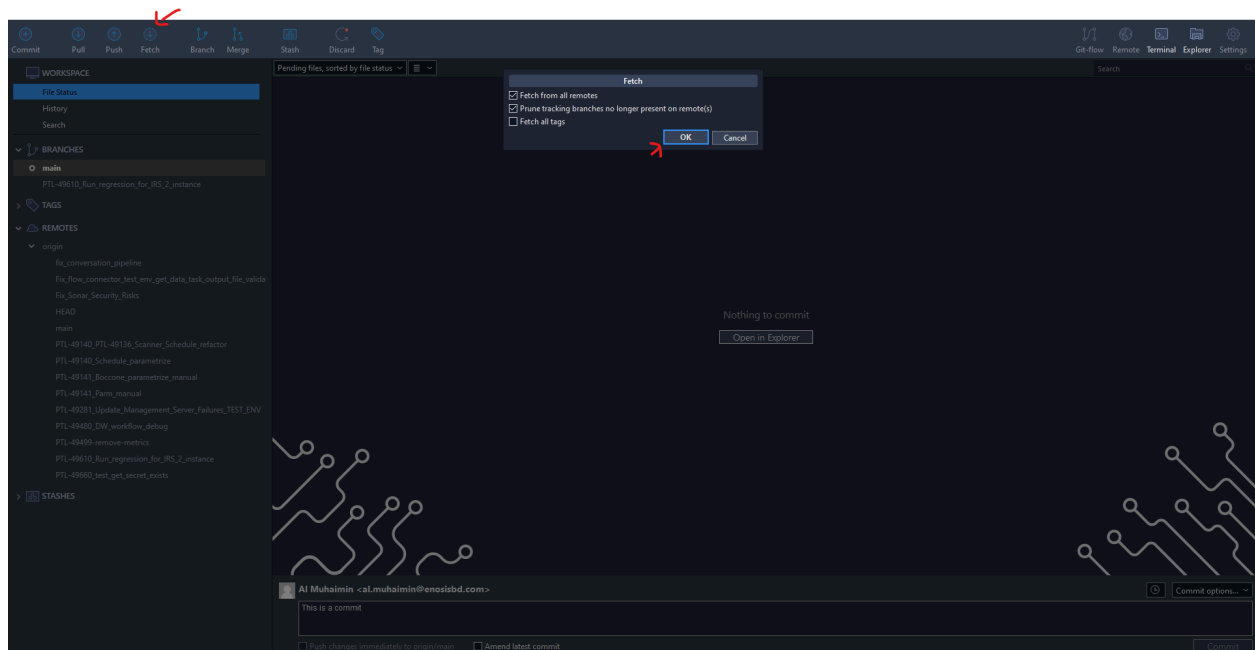 Commit Pull Push Fetch Branch Merge Stash Discard Tag Git-flow Remote Terminal Explorer Settings
WORKSPACE
File Status
History
Search
BRANCHES
main
PTL-49610_Run_regression_for_IRS_2_instance
TAGS
REMOTES
origin
fix_conversation_pipeline
Fix_flow_connector_test_env_get_data_task_output_file_valida
Fix_Sonar_Security_Risks
HEAD
main
PTL-49140_PTL-49136_Scanner_Schedule_refactor
PTL-49140_Schedule_parametrize
PTL-49141_Boccone_parametrize_manual
PTL-49141_Parm_manual
PTL-49281_Update_Management_Server_Failures_TEST_ENV
PTL-49480_DW_workflow_debug
PTL-49499-remove-metrics
PTL-49610_Run_regression_for_IRS_2_instance
PTL-49660_test_get_secret_exists
STASHES
Pending files, sorted by file status
Search
Fetch
Fetch from all remotes
Prune tracking branches no longer present on remote(s)
Fetch all tags
OK Cancel
Nothing to commit
Open in Explorer
Al Muhaimin <al.muhaimin@enosisbd.com>
Commit options...
This is a commit
Push changes immediately to origin/main Amend latest commit
Commit